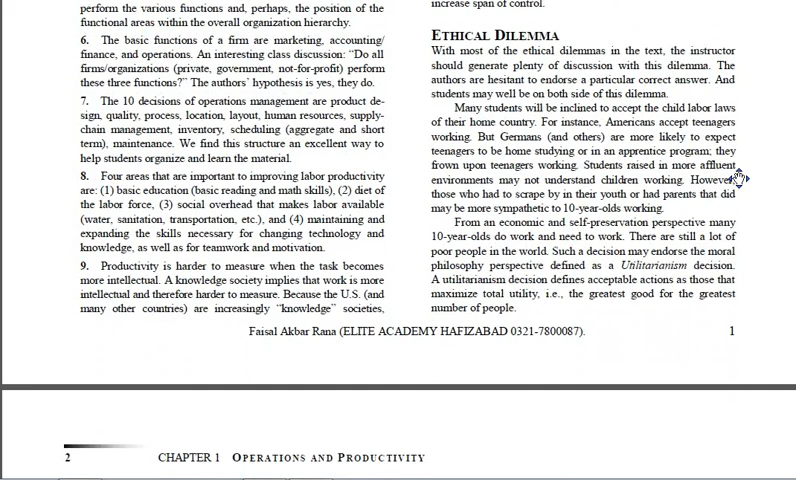 perform the various functions and, perhaps, the position of the
functional areas within the overall organization hierarchy.
6. The basic functions of a firm are marketing, accounting/
finance, and operations. An interesting class discussion: “Do all
firms/organizations (private, government, not-for-profit) perform
these three functions?” The authors’ hypothesis is yes, they do.
7. The 10 decisions of operations management are product de-
sign, quality, process, location, layout, human resources, supply-
chain management, inventory, scheduling (aggregate and short
term), maintenance. We find this structure an excellent way to
help students organize and learn the material.
8. Four areas that are important to improving labor productivity
are: (1) basic education (basic reading and math skills), (2) diet of
the labor force, (3) social overhead that makes labor available
(water, sanitation, transportation, etc.), and (4) maintaining and
expanding the skills necessary for changing technology and
knowledge, as well as for teamwork and motivation.
9. Productivity is harder to measure when the task becomes
more intellectual. A knowledge society implies that work is more
intellectual and therefore harder to measure. Because the U.S. (and
many other countries) are increasingly “knowledge” societies,
increase span of control.
ETHICAL DILEMMA
With most of the ethical dilemmas in the text, the instructor
should generate plenty of discussion with this dilemma. The
authors are hesitant to endorse a particular correct answer. And
students may well be on both side of this dilemma.
Many students will be inclined to accept the child labor laws
of their home country. For instance, Americans accept teenagers
working. But Germans (and others) are more likely to expect
teenagers to be home studying or in an apprentice program; they
frown upon teenagers working. Students raised in more affluent
environments may not understand children working. However,
those who had to scrape by in their youth or had parents that did
may be more sympathetic to 10-year-olds working.
From an economic and self-preservation perspective many
10-year-olds do work and need to work. There are still a lot of
poor people in the world. Such a decision may endorse the moral
philosophy perspective defined as a Utilitarianism decision.
A utilitarianism decision defines acceptable actions as those that
maximize total utility, i.e., the greatest good for the greatest
number of people.
Faisal Akbar Rana (ELITE ACADEMY HAFIZABAD 0321-7800087). 1
2 CHAPTER 1 OPERATIONS AND PRODUCTIVITY